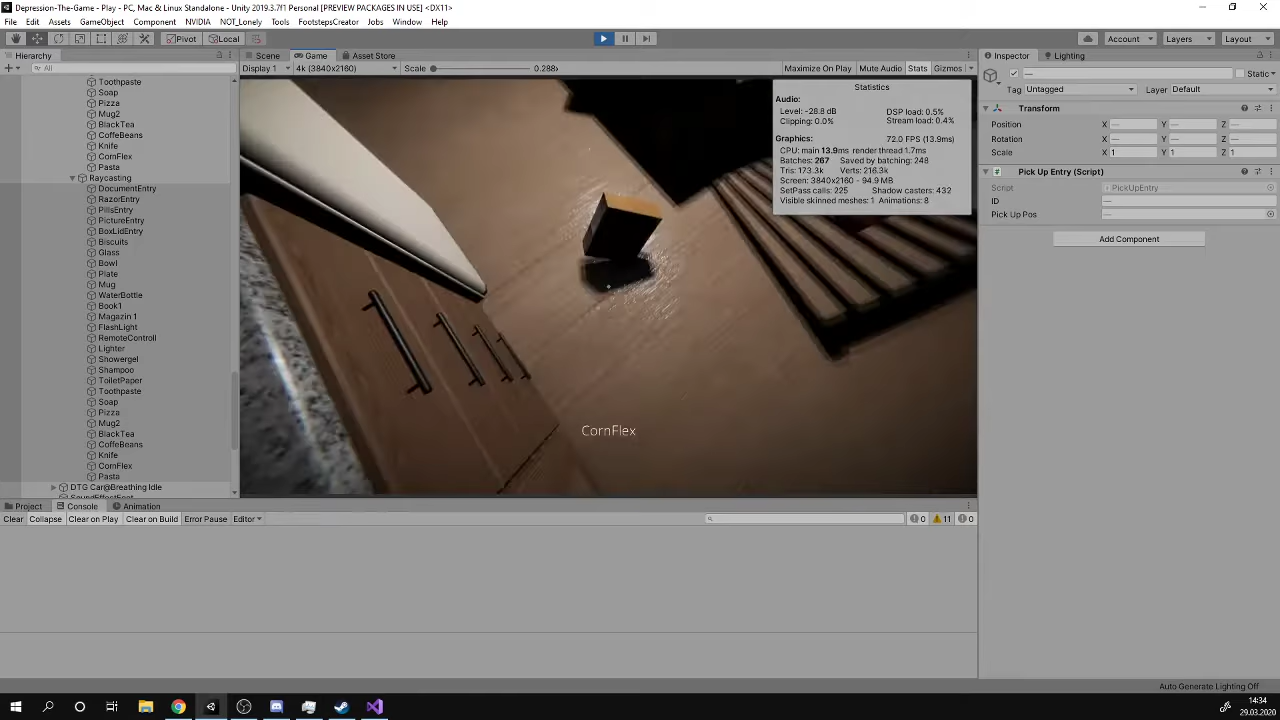 Depression-The-Game - Play - PC, Mac & Linux Standalone - Unity 2019.3.7f1 Personal [PREVIEW PACKAGES IN USE] <DX11>
File Edit Assets GameObject Component NVIDIA NOT_Lonely Tools FootstepsCreator Jobs Window Help
Pivot Local Account Layers Layout
Hierarchy
All
Toothpaste
Soap
Pizza
Mug2
BlackTea
CoffeBeans
Knife
CornFlex
Pasta
Raycasting
DocumentEntry
RazorEntry
PillsEntry
PictureEntry
BoxLidEntry
Biscuits
Glass
Bowl
Plate
Mug
WaterBottle
Book1
Magazin 1
FlashLight
RemoteControll
Lighter
Showergel
Shampoo
ToiletPaper
Toothpaste
Soap
Pizza
Mug2
BlackTea
CoffeBeans
Knife
CornFlex
Pasta
DTG Car@Breathing Idle
Scene Game Asset Store
Display 1 4k (3840x2160) Scale 0.288x Maximize On Play Mute Audio Stats Gizmos
Statistics
Audio:
Level: -28.8 dB DSP load: 0.5%
Clipping: 0.0% Stream load: 0.4%
Graphics: 72.0 FPS (13.9ms)
CPU: main 13.9ms render thread 1.7ms
Batches: 267 Saved by batching: 248
Tris: 173.3k Verts: 216.3k
Screen: 3840x2160 - 94.9 MB
SetPass calls: 225 Shadow casters: 432
Visible skinned meshes: 1 Animations: 8
CornFlex
Inspector Lighting
— Static
Tag Untagged Layer Default
Transform
Position X — Y — Z —
Rotation X — Y — Z —
Scale X 1 Y 1 Z 1
Pick Up Entry (Script)
Script PickUpEntry
ID —
Pick Up Pos —
Add Component
Project Console Animation
Clear Collapse Clear on Play Clear on Build Error Pause Editor 0 11 0
Auto Generate Lighting Off
14:34
29.03.2020